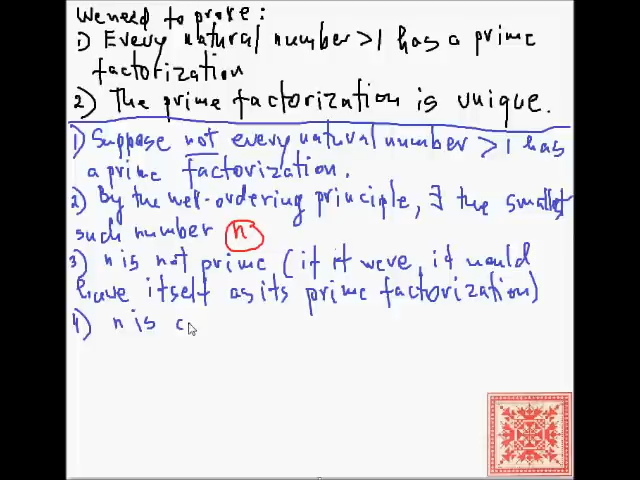 We need to prove:
1) Every natural number > 1 has a prime
factorization
2) The prime factorization is unique.
1) Suppose not every natural number > 1 has
a prime factorization.
2) By the well-ordering principle, ∃ the smallest
such number n
3) n is not prime (if it were, it would
have itself as its prime factorization)
4) n is c